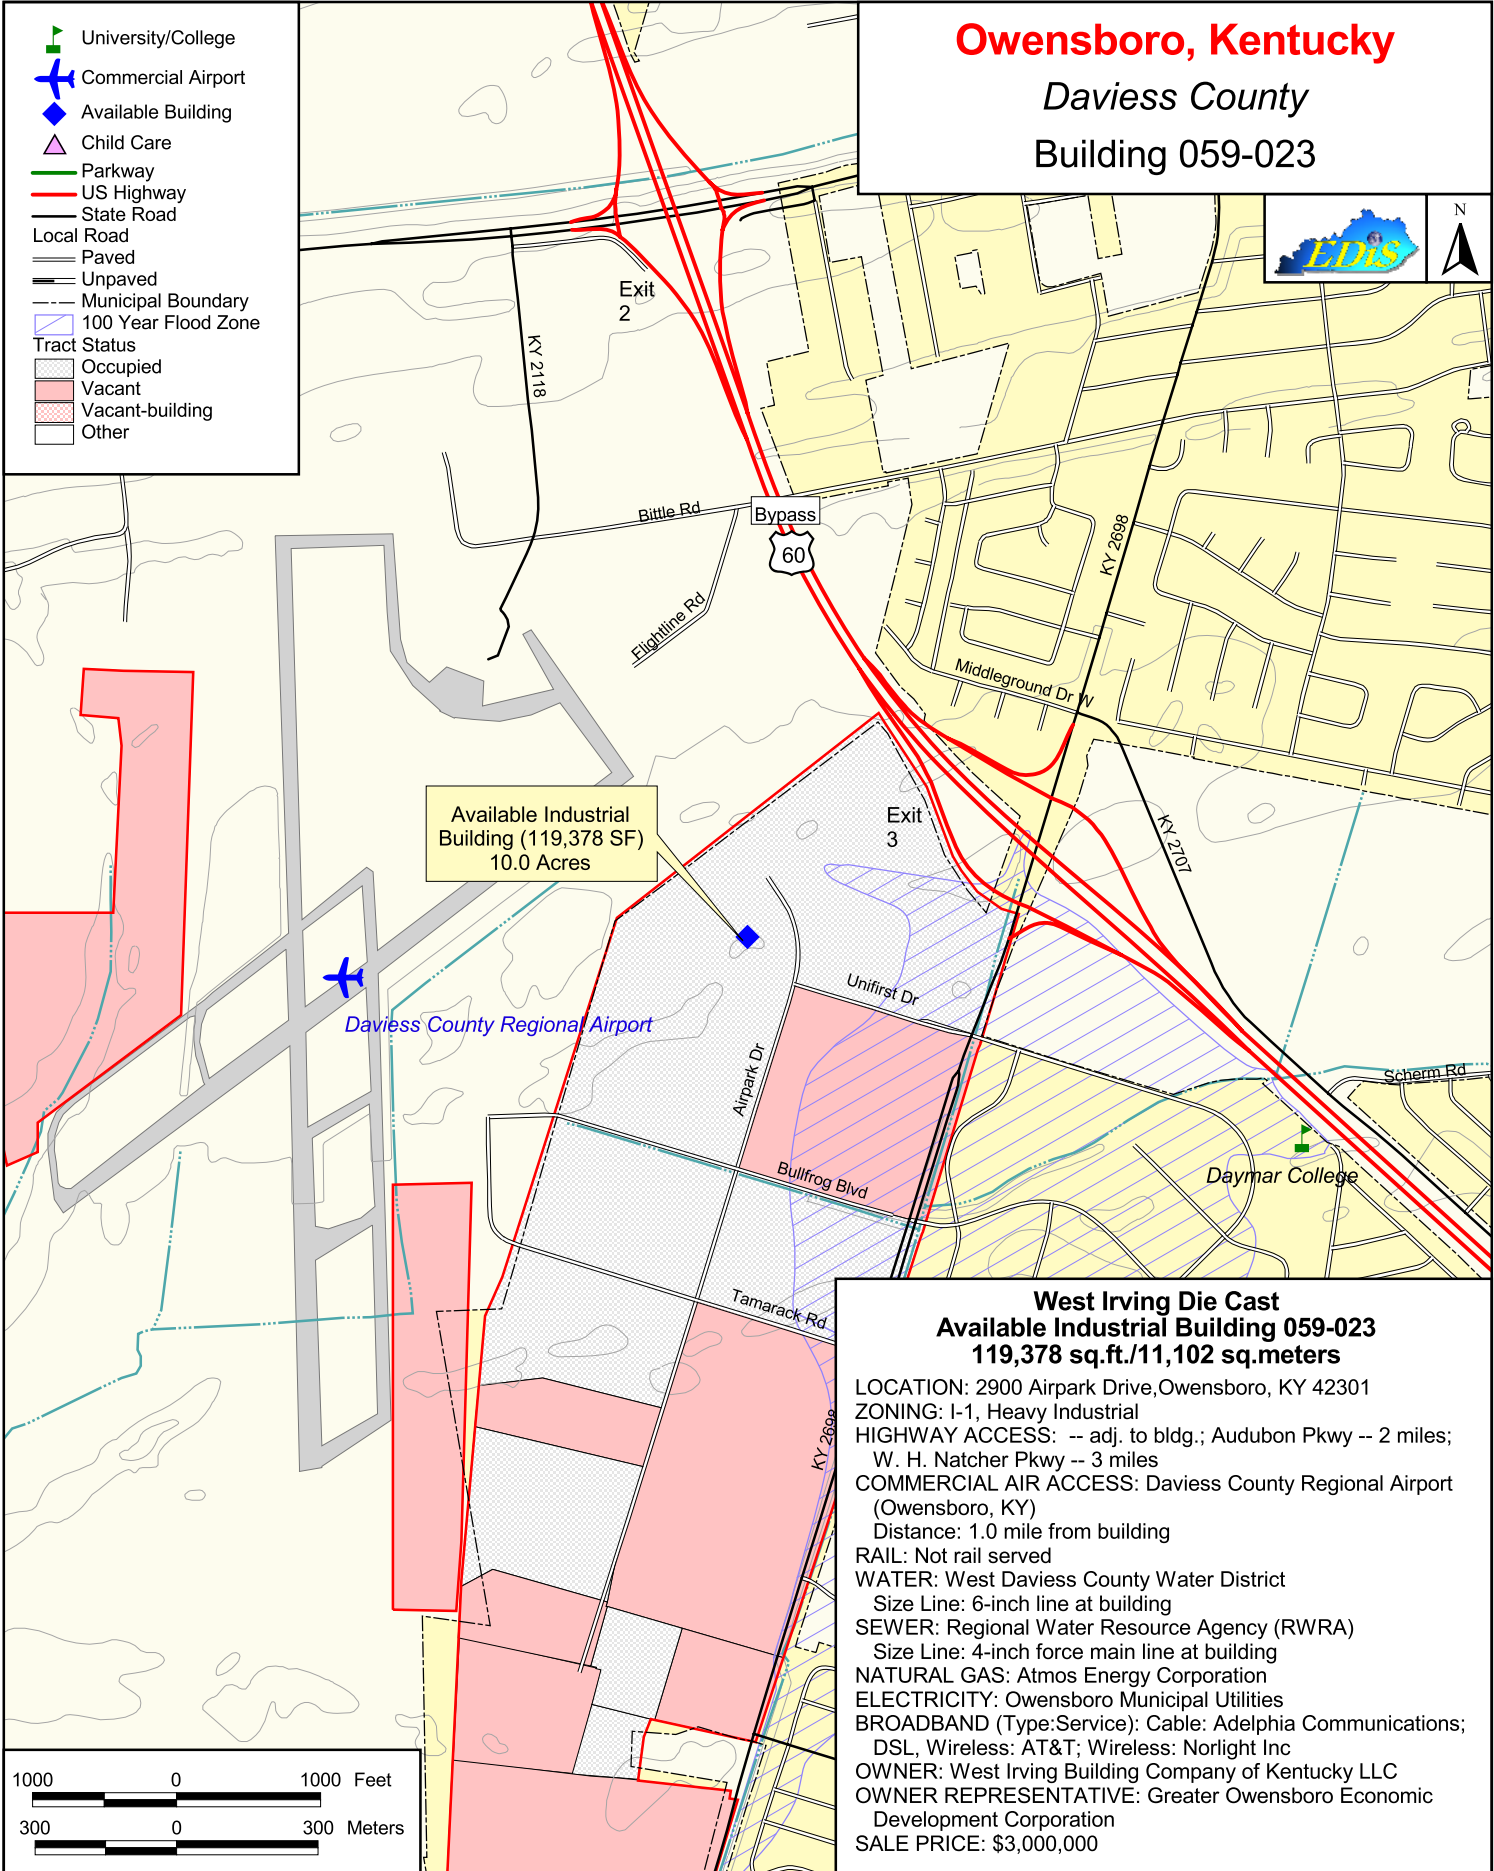 University/College
Commercial Airport
Available Building
Child Care
Parkway
US Highway
State Road
Local Road
Paved
Unpaved
Municipal Boundary
100 Year Flood Zone
Tract Status
Occupied
Vacant
Vacant-building
Other
Owensboro, Kentucky
Daviess County
Building 059-023
EDiS
N
Exit
2
KY 2118
Bittle Rd
Bypass
60
Flightline Rd
KY 2698
Middleground Dr W
Available Industrial
Building (119,378 SF)
10.0 Acres
Exit
3
KY 2707
Unifirst Dr
Daviess County Regional Airport
Airpark Dr
Scherm Rd
Bullfrog Blvd
Daymar College
Tamarack Rd
KY 2698
West Irving Die Cast
Available Industrial Building 059-023
119,378 sq.ft./11,102 sq.meters
LOCATION: 2900 Airpark Drive,Owensboro, KY 42301
ZONING: I-1, Heavy Industrial
HIGHWAY ACCESS:  -- adj. to bldg.; Audubon Pkwy -- 2 miles;
W. H. Natcher Pkwy -- 3 miles
COMMERCIAL AIR ACCESS: Daviess County Regional Airport
(Owensboro, KY)
Distance: 1.0 mile from building
RAIL: Not rail served
WATER: West Daviess County Water District
Size Line: 6-inch line at building
SEWER: Regional Water Resource Agency (RWRA)
Size Line: 4-inch force main line at building
NATURAL GAS: Atmos Energy Corporation
ELECTRICITY: Owensboro Municipal Utilities
BROADBAND (Type:Service): Cable: Adelphia Communications;
DSL, Wireless: AT&T; Wireless: Norlight Inc
OWNER: West Irving Building Company of Kentucky LLC
OWNER REPRESENTATIVE: Greater Owensboro Economic
Development Corporation
SALE PRICE: $3,000,000
1000 0 1000 Feet
300 0 300 Meters